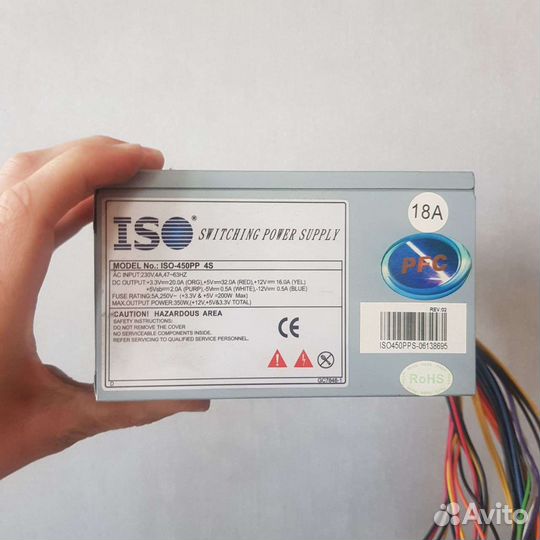 ISO®
SWITCHING POWER SUPPLY
18A
MODEL No.: ISO-450PP 4S
AC INPUT:230V,4A,47~63HZ
DC OUTPUT:+3.3V⎓20.0A (ORG),+5V⎓32.0A (RED),+12V⎓16.0A (YEL)
+5Vsb⎓2.0A (PURP),-5V⎓0.5A (WHITE),-12V⎓0.5A (BLUE)
FUSE RATING:5A,250V~ (+3.3V & +5V =200W Max)
MAX.OUTPUT POWER:350W,(+12V,+5V&+3.3V TOTAL)
CAUTION! HAZARDOUS AREA
SAFETY INSTRUCTIONS:
DO NOT REMOVE THE COVER
NO SERVICEABLE COMPONENTS INSIDE.
REFER SERVICING TO QUALIFIED SERVICE PERSONNEL.
CE
D
GC7848-1
PFC
REV:02
ISO450PPS-06138695
RoHS
Avito